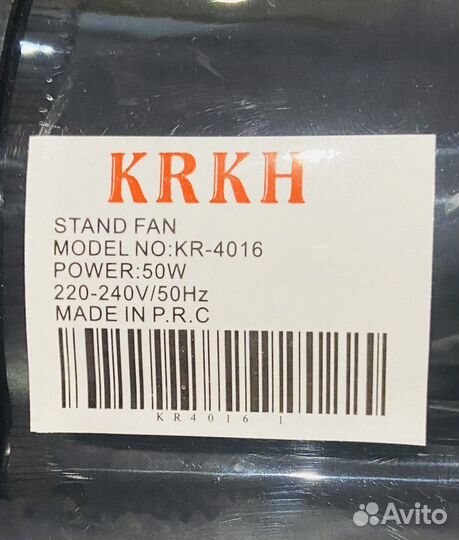 KRKH
STAND FAN
MODEL NO:KR-4016
POWER:50W
220-240V/50Hz
MADE IN P.R.C
KR4016-1
Avito